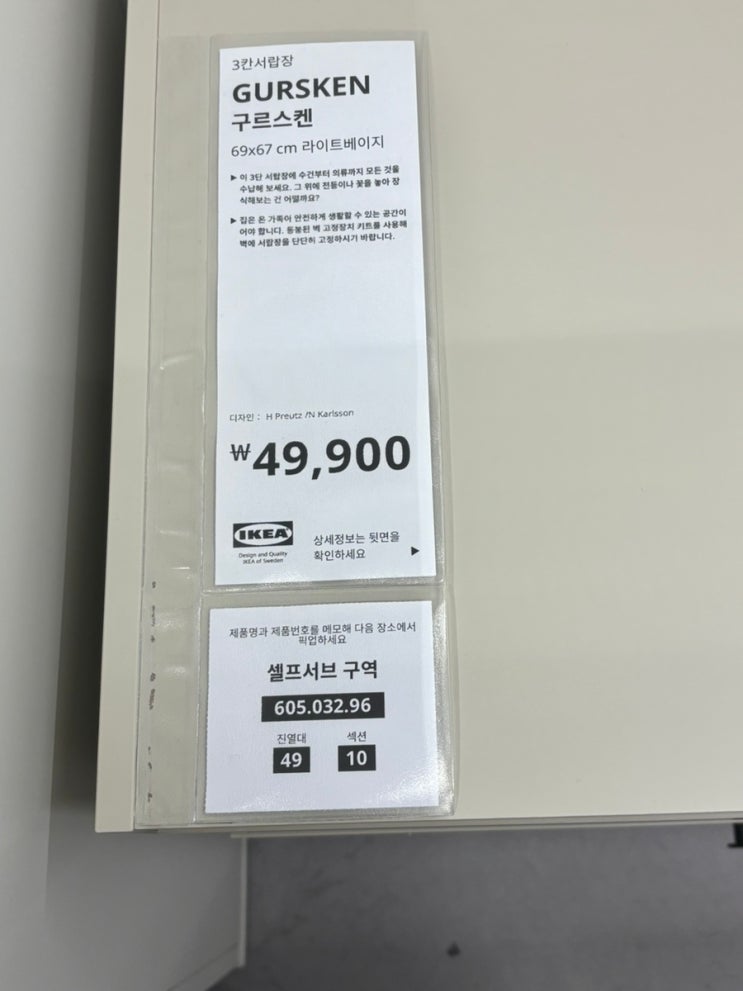 3칸서랍장
GURSKEN
구르스켄
69x67 cm 라이트베이지
▶ 이 3단 서랍장에 수건부터 의류까지 모든 것을
수납해 보세요. 그 위에 전등이나 꽃을 놓아 장
식해보는 건 어떨까요?
▶ 집은 온 가족이 안전하게 생활할 수 있는 공간이
어야 합니다. 동봉된 벽 고정장치 키트를 사용해
벽에 서랍장을 단단히 고정하시기 바랍니다.
디자인 : H Preutz /N Karlsson
₩49,900
IKEA
Design and Quality
IKEA of Sweden
상세정보는 뒷면을
확인하세요 ▶
제품명과 제품번호를 메모해 다음 장소에서
픽업하세요
셀프서브 구역
605.032.96
진열대 섹션
49 10